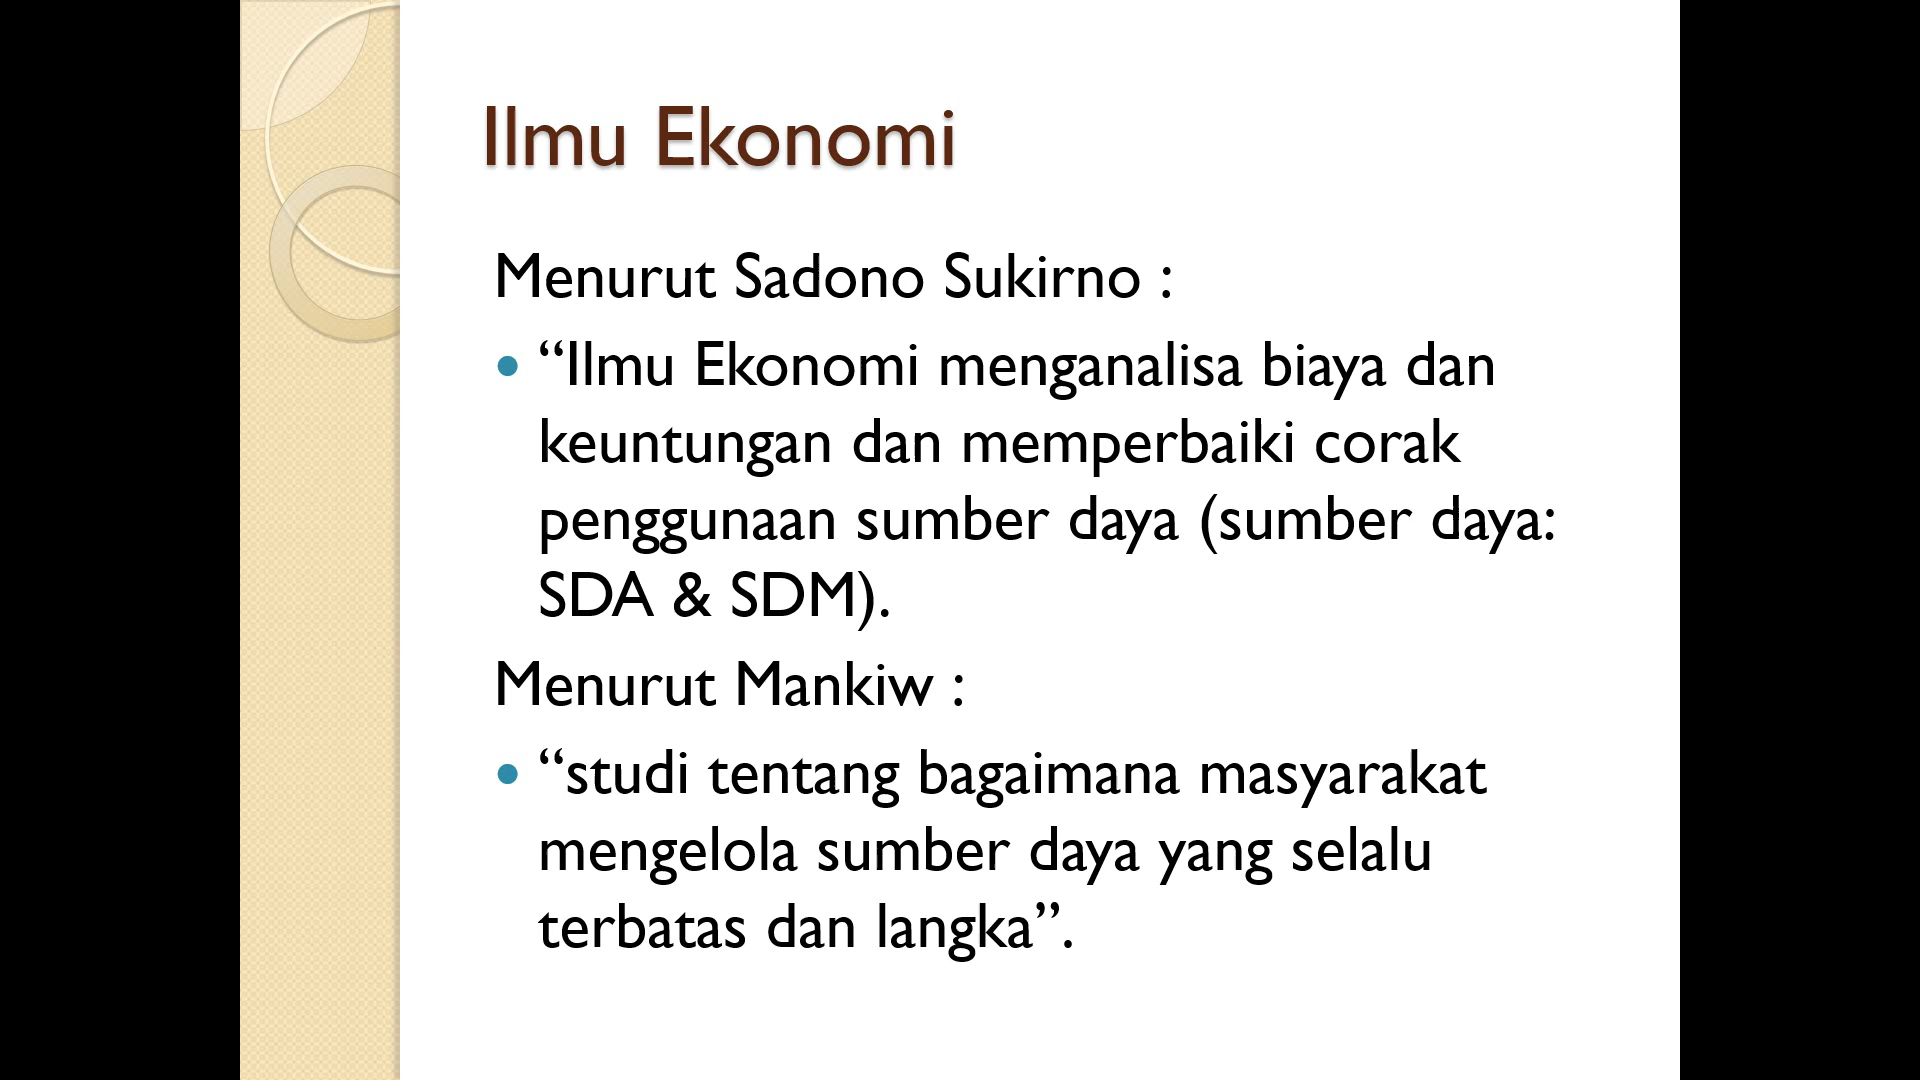 Ilmu Ekonomi
Menurut Sadono Sukirno :
• “Ilmu Ekonomi menganalisa biaya dan
keuntungan dan memperbaiki corak
penggunaan sumber daya (sumber daya:
SDA & SDM).
Menurut Mankiw :
• “studi tentang bagaimana masyarakat
mengelola sumber daya yang selalu
terbatas dan langka”.